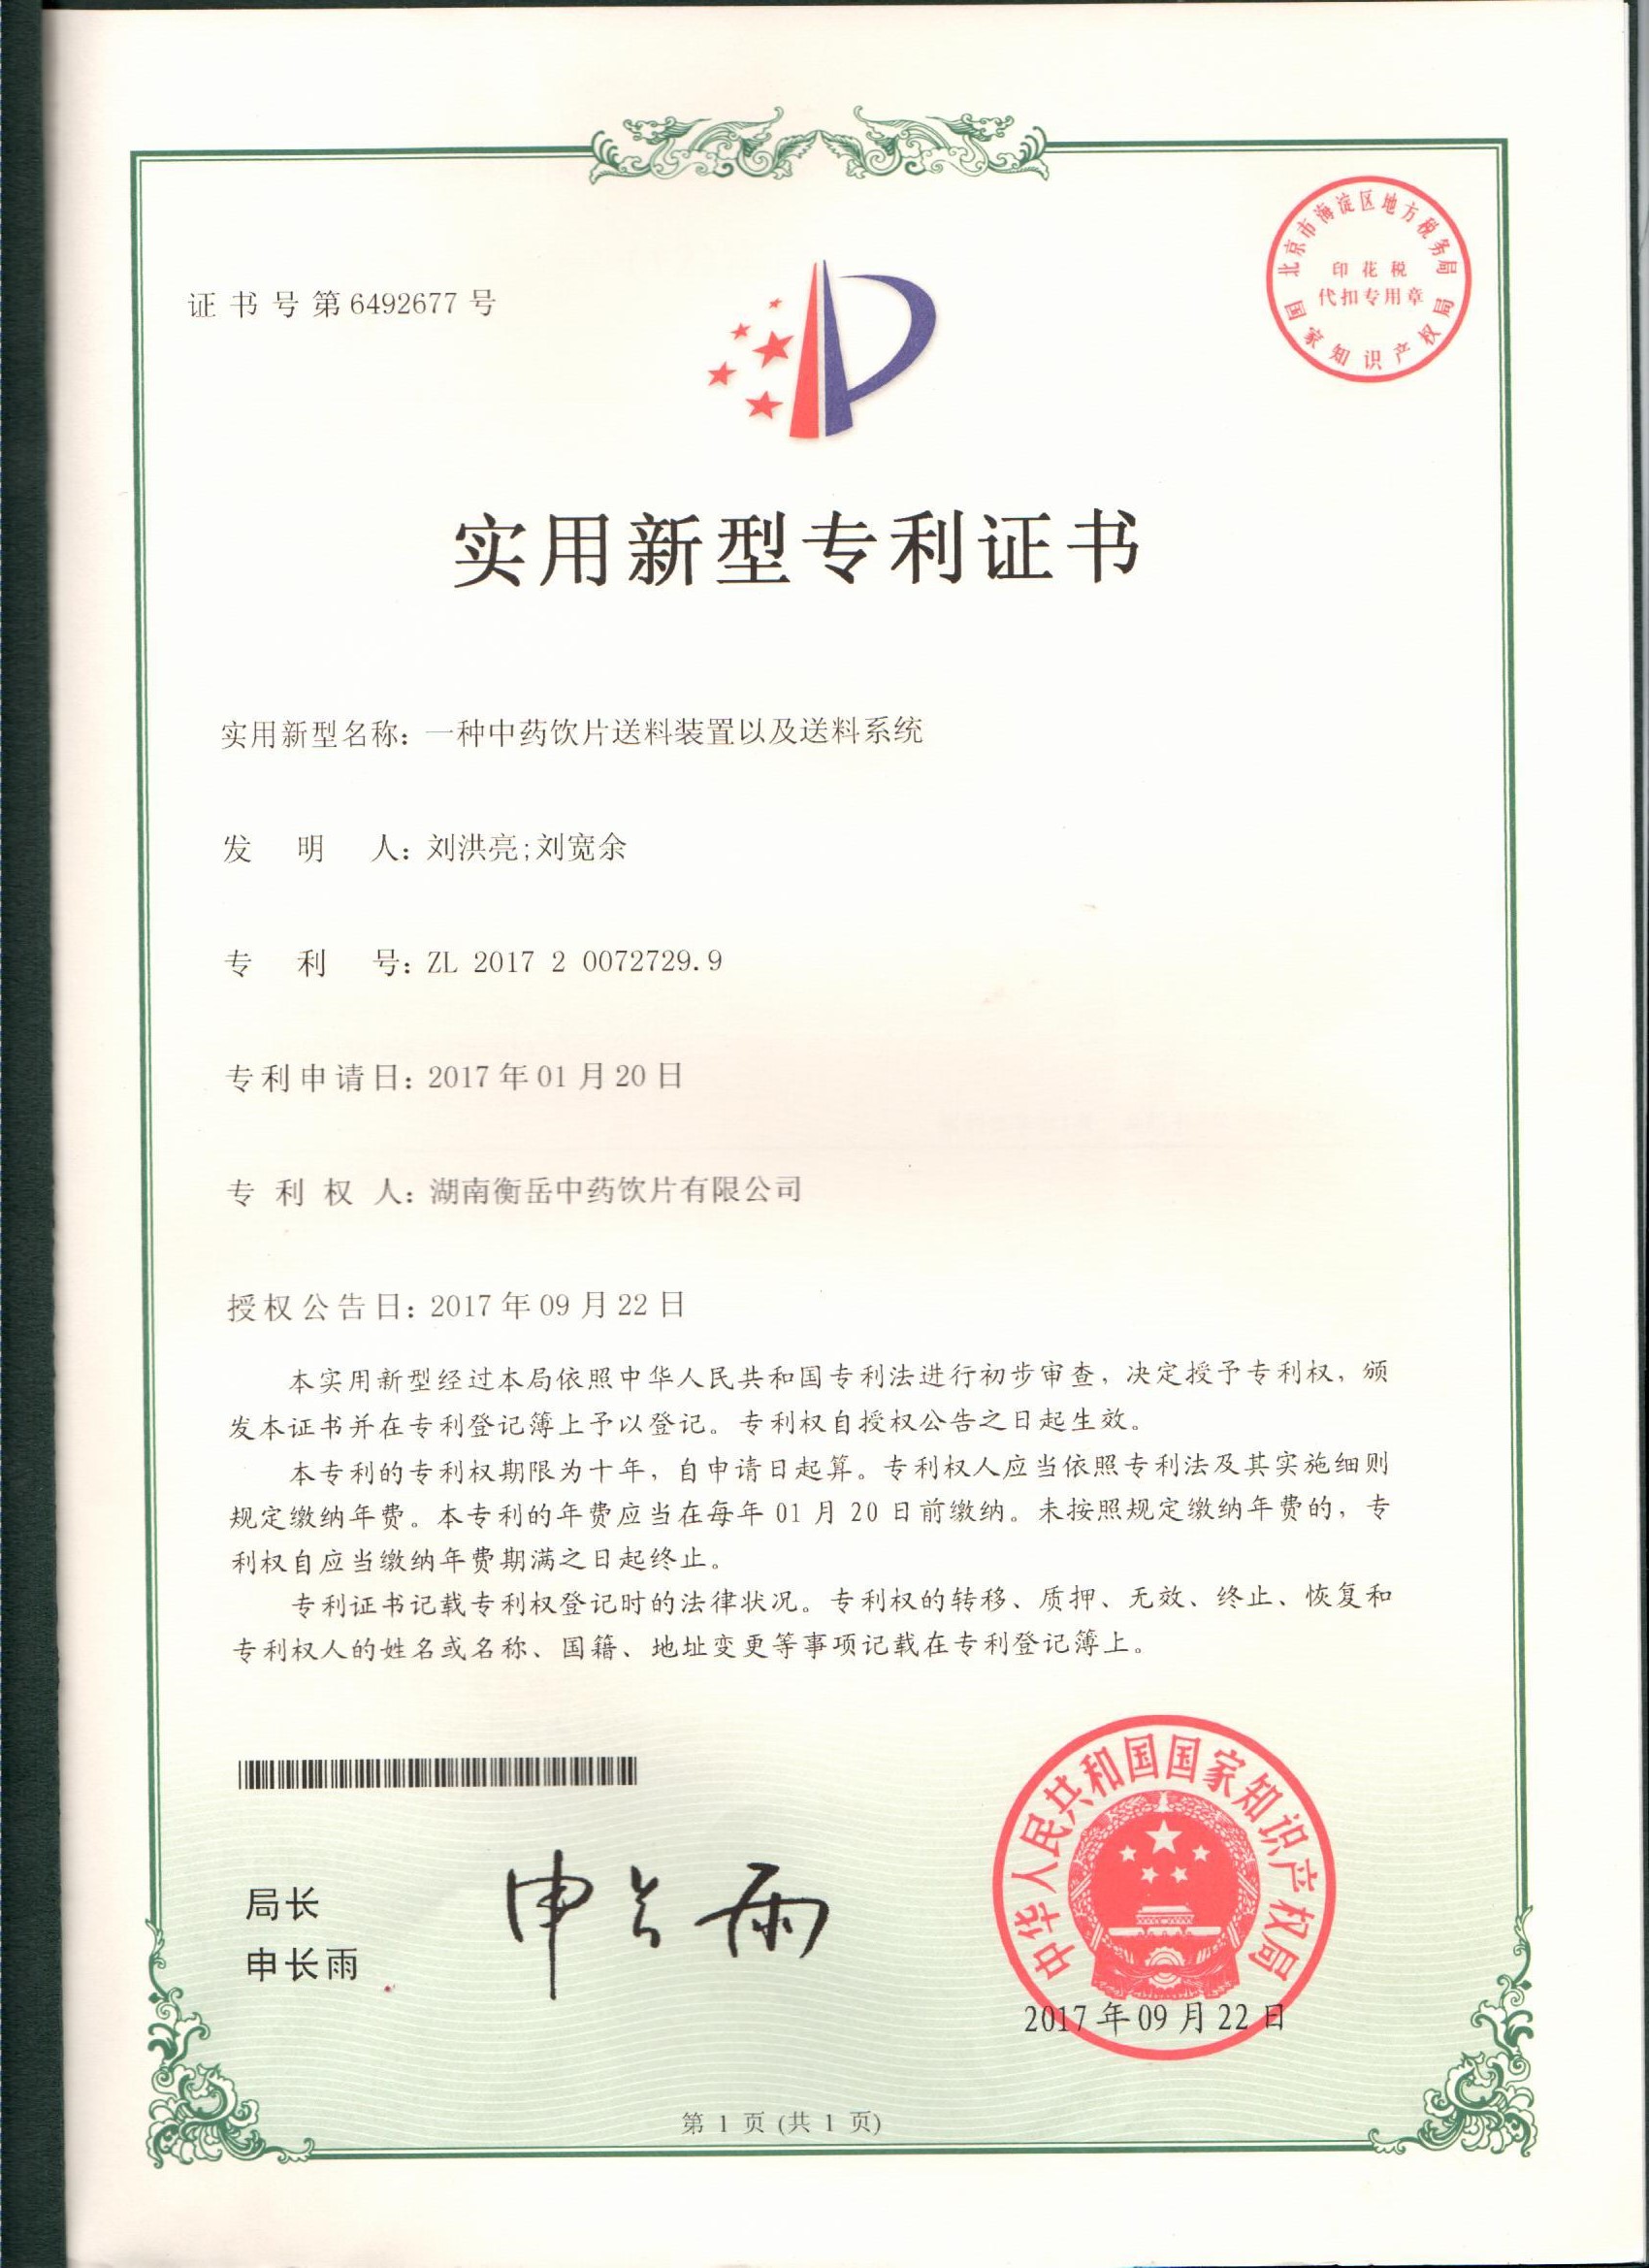 证书号第6492677号
北京市海淀区地方税务局
印花税
代扣专用章
国家知识产权局
实用新型专利证书
实用新型名称：一种中药饮片送料装置以及送料系统
发明人：刘洪亮;刘宽余
专利号：ZL 2017 2 0072729.9
专利申请日：2017年01月20日
专利权人：湖南衡岳中药饮片有限公司
授权公告日：2017年09月22日
本实用新型经过本局依照中华人民共和国专利法进行初步审查，决定授予专利权，颁
发本证书并在专利登记簿上予以登记。专利权自授权公告之日起生效。
本专利的专利权期限为十年，自申请日起算。专利权人应当依照专利法及其实施细则
规定缴纳年费。本专利的年费应当在每年01月20日前缴纳。未按照规定缴纳年费的，专
利权自应当缴纳年费期满之日起终止。
专利证书记载专利权登记时的法律状况。专利权的转移、质押、无效、终止、恢复和
专利权人的姓名或名称、国籍、地址变更等事项记载在专利登记簿上。
局长
申长雨
申长雨
中华人民共和国国家知识产权局
2017年09月22日
第 1 页 (共 1 页)